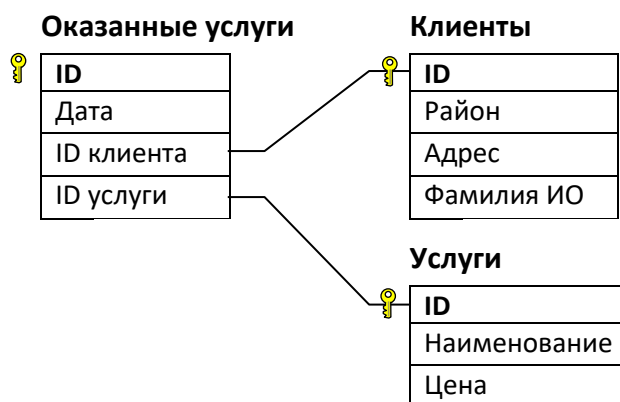 Оказанные услуги
ID
Дата
ID клиента
ID услуги
Клиенты
ID
Район
Адрес
Фамилия ИО
Услуги
ID
Наименование
Цена